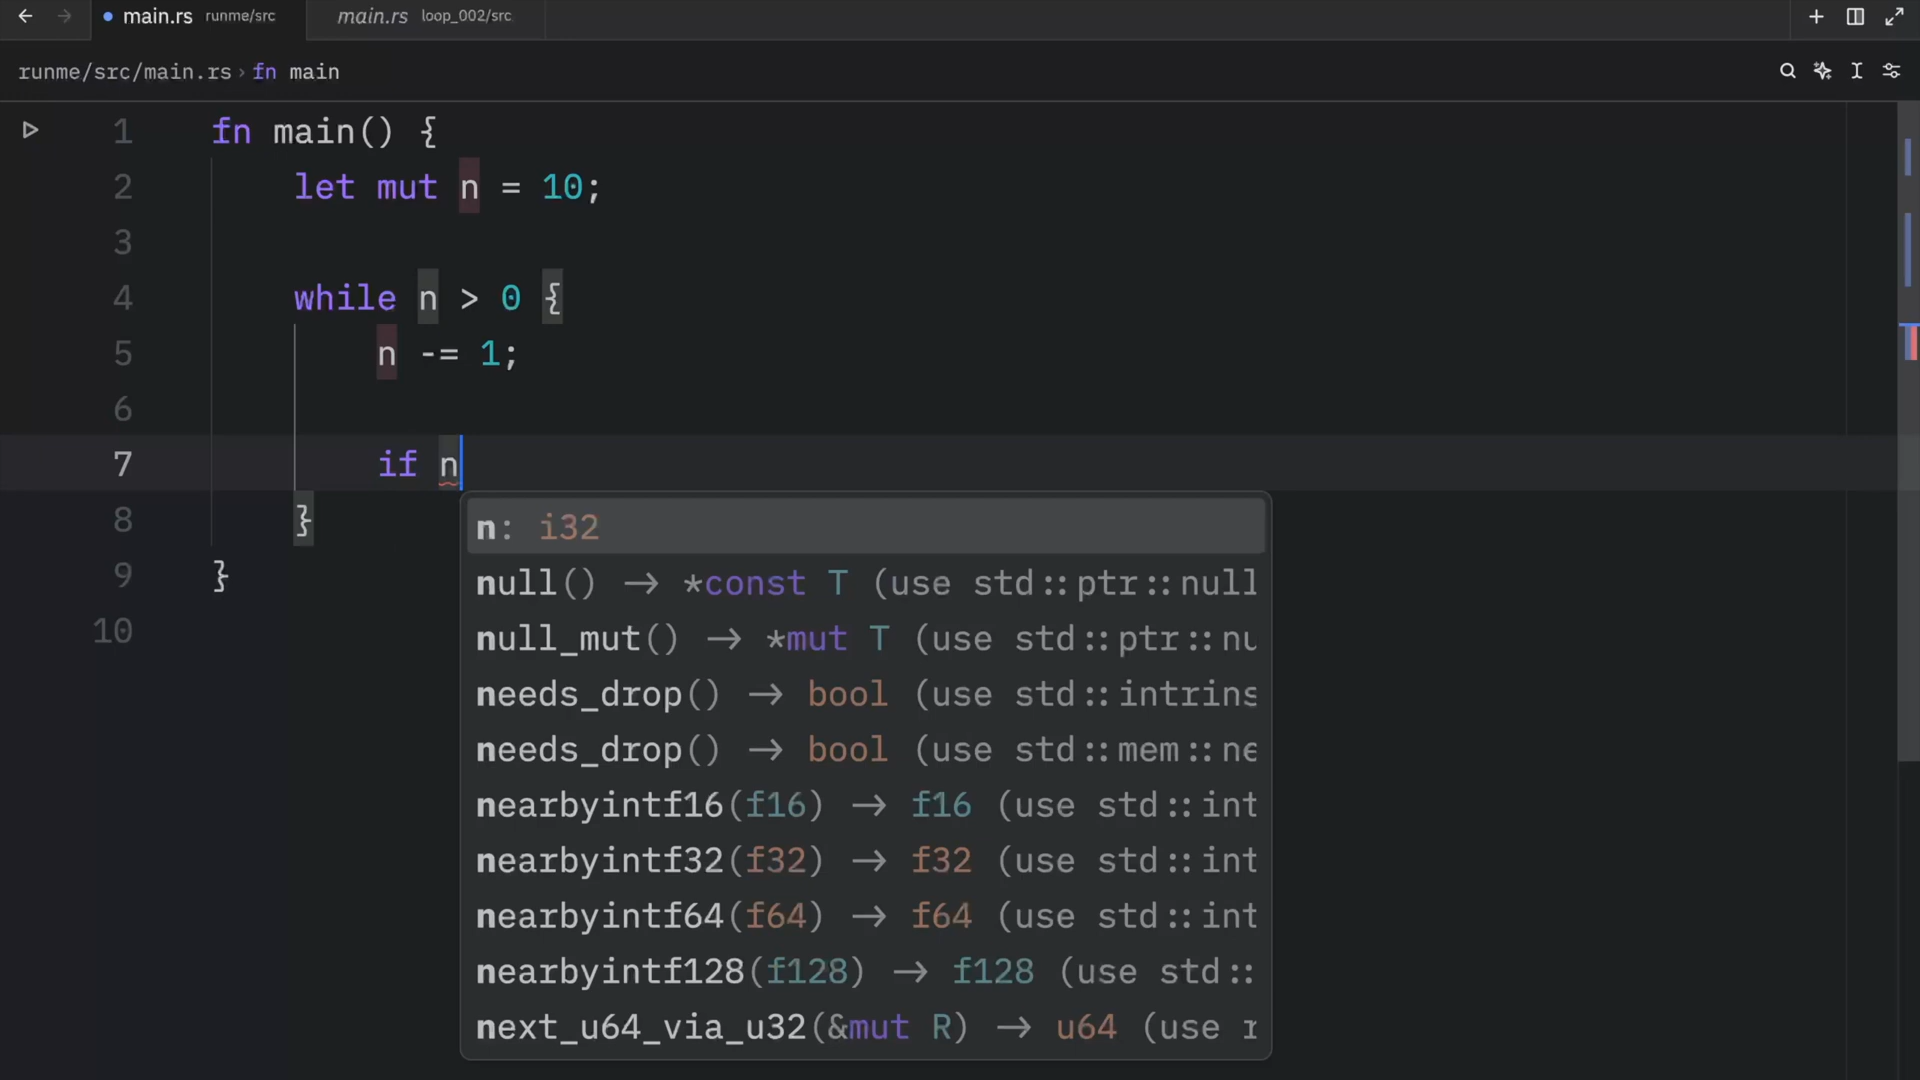 main.rs runme/src main.rs loop_002/src
runme/src/main.rs › fn main
1 fn main() {
2 let mut n = 10;
3
4 while n > 0 {
5 n -= 1;
6
7 if n
8 }
9 }
10
n: i32
null() → *const T (use std::ptr::null
null_mut() → *mut T (use std::ptr::nu
needs_drop() → bool (use std::intrins
needs_drop() → bool (use std::mem::ne
nearbyintf16(f16) → f16 (use std::int
nearbyintf32(f32) → f32 (use std::int
nearbyintf64(f64) → f64 (use std::int
nearbyintf128(f128) → f128 (use std::
next_u64_via_u32(&mut R) → u64 (use r